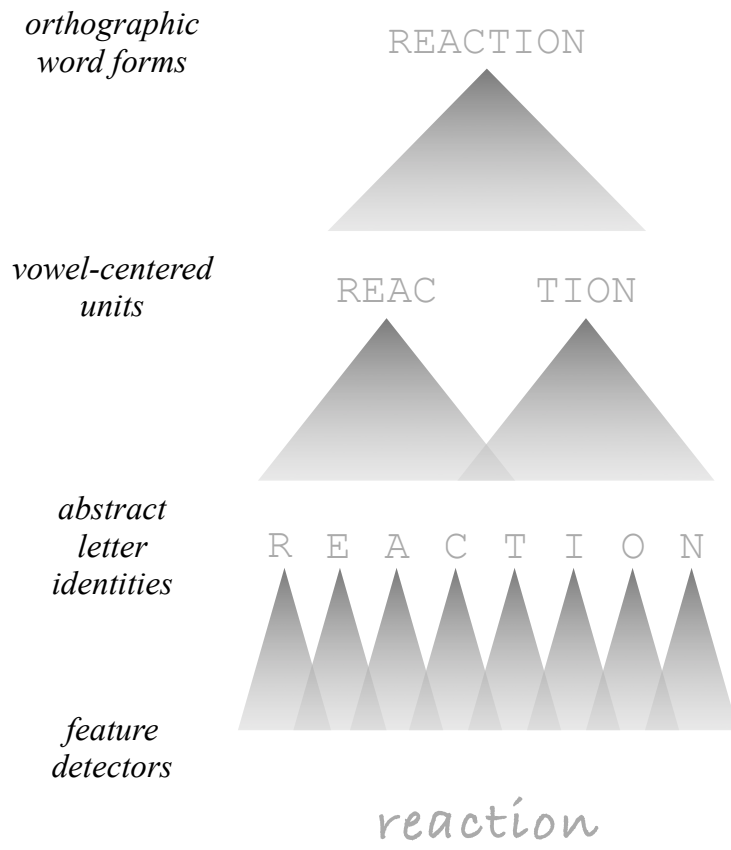 orthographic
word forms
REACTION
vowel-centered
units
REAC TION
abstract
letter
identities
R E A C T I O N
feature
detectors
reaction